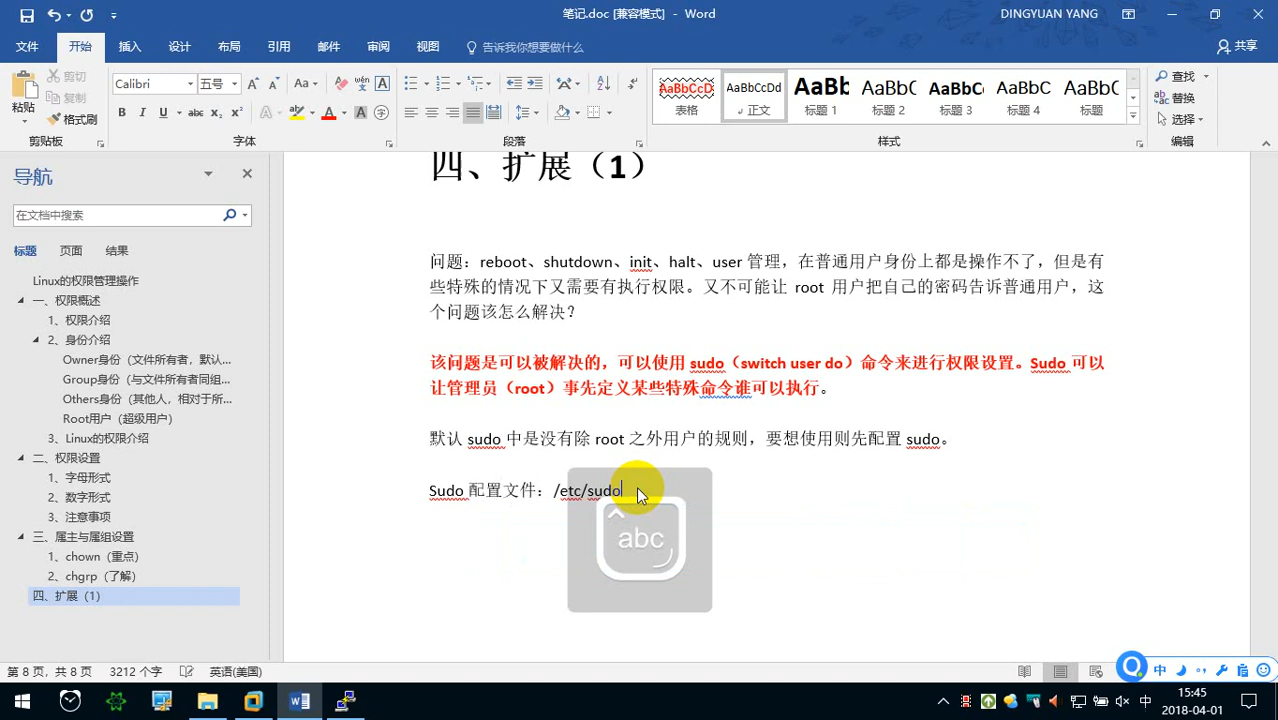 笔记.doc [兼容模式] - Word
DINGYUAN YANG
文件 开始 插入 设计 布局 引用 邮件 审阅 视图 告诉我你想要做什么 共享
粘贴 剪切 复制 格式刷 剪贴板
Calibri 五号 字体
段落
AaBbCcD 表格
AaBbCcDd 正文
AaBb 标题 1
AaBbC 标题 2
AaBbC 标题 3
AaBbC 标题 4
AaBbC 标题
样式
查找 替换 选择 编辑
导航
在文档中搜索
标题 页面 结果
Linux的权限管理操作
一、权限概述
1、权限介绍
2、身份介绍
Owner身份（文件所有者，默认...
Group身份（与文件所有者同组...
Others身份（其他人，相对于所...
Root用户（超级用户）
3、Linux的权限介绍
二、权限设置
1、字母形式
2、数字形式
3、注意事项
三、属主与属组设置
1、chown（重点）
2、chgrp（了解）
四、扩展（1）
四、扩展（1）
问题：reboot、shutdown、init、halt、user 管理，在普通用户身份上都是操作不了，但是有
些特殊的情况下又需要有执行权限。又不可能让 root 用户把自己的密码告诉普通用户，这
个问题该怎么解决？
该问题是可以被解决的，可以使用 sudo（switch user do）命令来进行权限设置。Sudo 可以
让管理员（root）事先定义某些特殊命令谁可以执行。
默认 sudo 中是没有除 root 之外用户的规则，要想使用则先配置 sudo。
Sudo 配置文件：/etc/sudo
abc
第 8 页，共 8 页 3212 个字 英语(美国)
中
中
15:45
2018-04-01